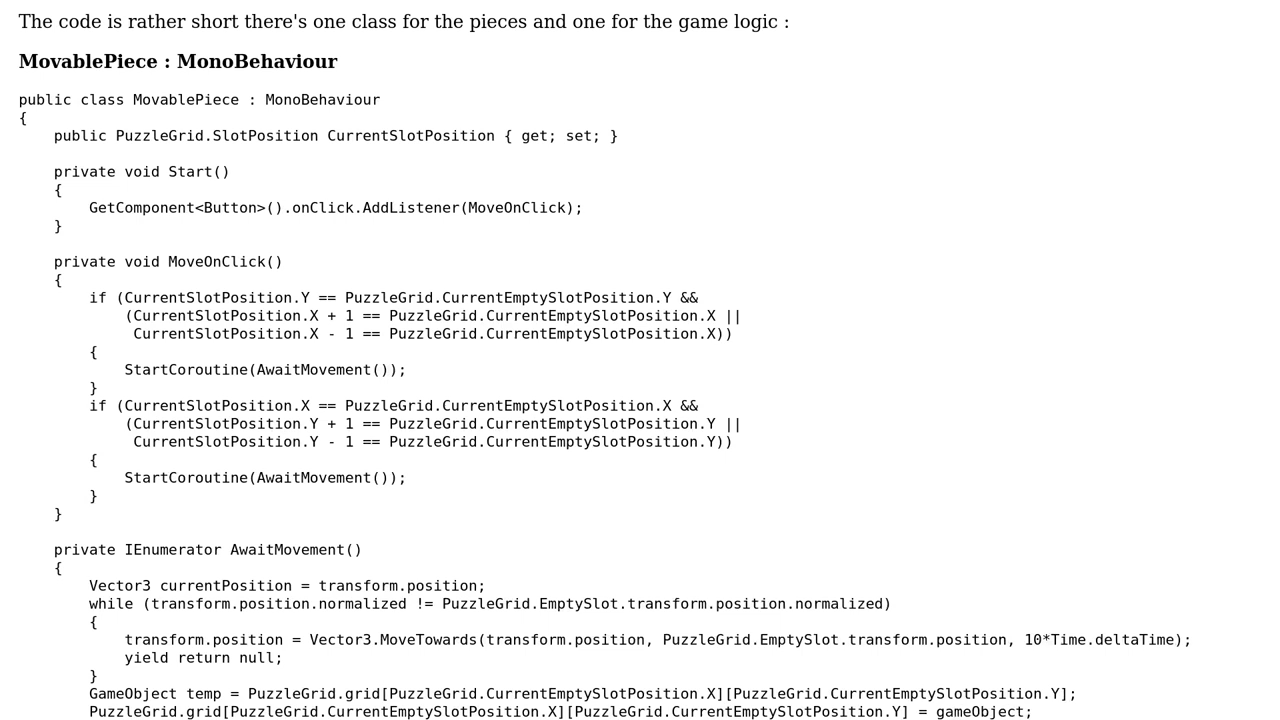 The code is rather short there's one class for the pieces and one for the game logic :
MovablePiece : MonoBehaviour
public class MovablePiece : MonoBehaviour
{
    public PuzzleGrid.SlotPosition CurrentSlotPosition { get; set; }

    private void Start()
    {
        GetComponent<Button>().onClick.AddListener(MoveOnClick);
    }

    private void MoveOnClick()
    {
        if (CurrentSlotPosition.Y == PuzzleGrid.CurrentEmptySlotPosition.Y &&
            (CurrentSlotPosition.X + 1 == PuzzleGrid.CurrentEmptySlotPosition.X ||
             CurrentSlotPosition.X - 1 == PuzzleGrid.CurrentEmptySlotPosition.X))
        {
            StartCoroutine(AwaitMovement());
        }
        if (CurrentSlotPosition.X == PuzzleGrid.CurrentEmptySlotPosition.X &&
            (CurrentSlotPosition.Y + 1 == PuzzleGrid.CurrentEmptySlotPosition.Y ||
             CurrentSlotPosition.Y - 1 == PuzzleGrid.CurrentEmptySlotPosition.Y))
        {
            StartCoroutine(AwaitMovement());
        }
    }

    private IEnumerator AwaitMovement()
    {
        Vector3 currentPosition = transform.position;
        while (transform.position.normalized != PuzzleGrid.EmptySlot.transform.position.normalized)
        {
            transform.position = Vector3.MoveTowards(transform.position, PuzzleGrid.EmptySlot.transform.position, 10*Time.deltaTime);
            yield return null;
        }
        GameObject temp = PuzzleGrid.grid[PuzzleGrid.CurrentEmptySlotPosition.X][PuzzleGrid.CurrentEmptySlotPosition.Y];
        PuzzleGrid.grid[PuzzleGrid.CurrentEmptySlotPosition.X][PuzzleGrid.CurrentEmptySlotPosition.Y] = gameObject;